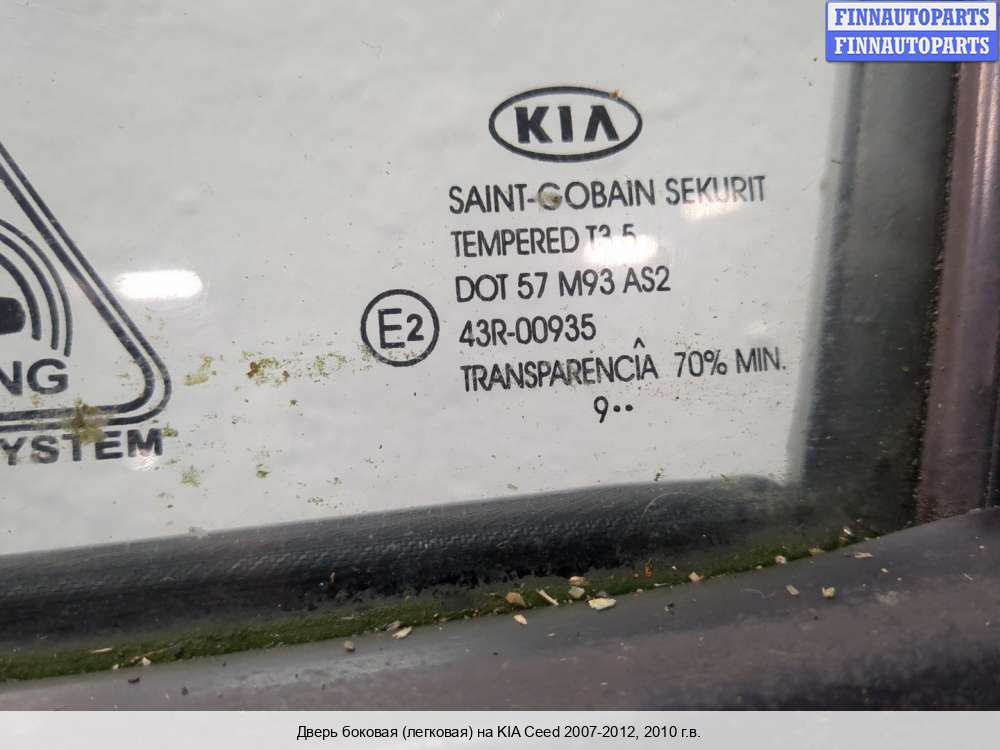 FINNAUTOPARTS
FINNAUTOPARTS
KIA
SAINT-GOBAIN SEKURIT
TEMPERED T3.5
DOT 57 M93 AS2
E2
43R-00935
TRANSPARENCÎA 70% MIN.
9••
NG
YSTEM
Дверь боковая (легковая) на KIA Ceed 2007-2012, 2010 г.в.